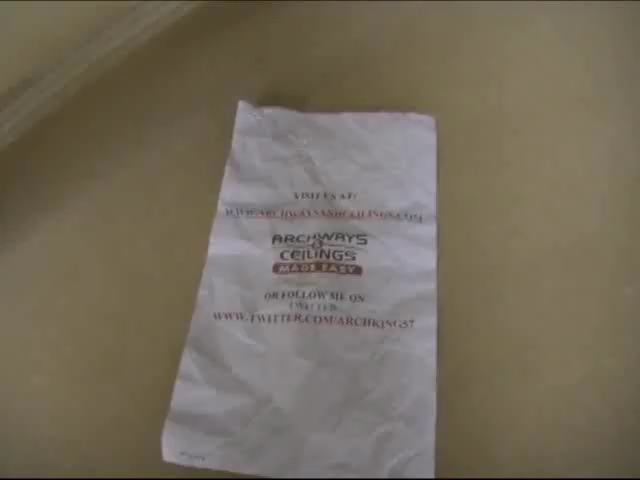 VISIT US AT:
WWW.ARCHWAYSANDCEILINGS.COM
ARCHWAYS
&
CEILINGS
MADE EASY
OR FOLLOW ME ON
TWITTER
WWW.TWITTER.COM/ARCHKING57